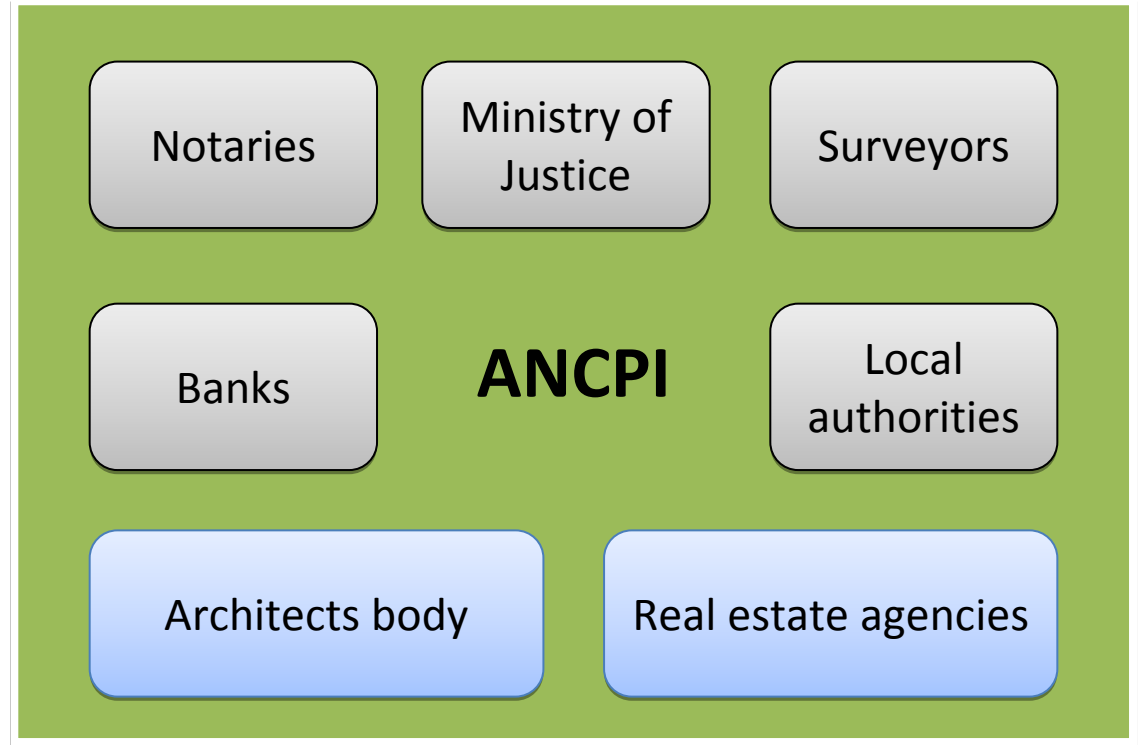 Notaries
Ministry of
Justice
Surveyors
Banks
ANCPI
Local
authorities
Architects body
Real estate agencies